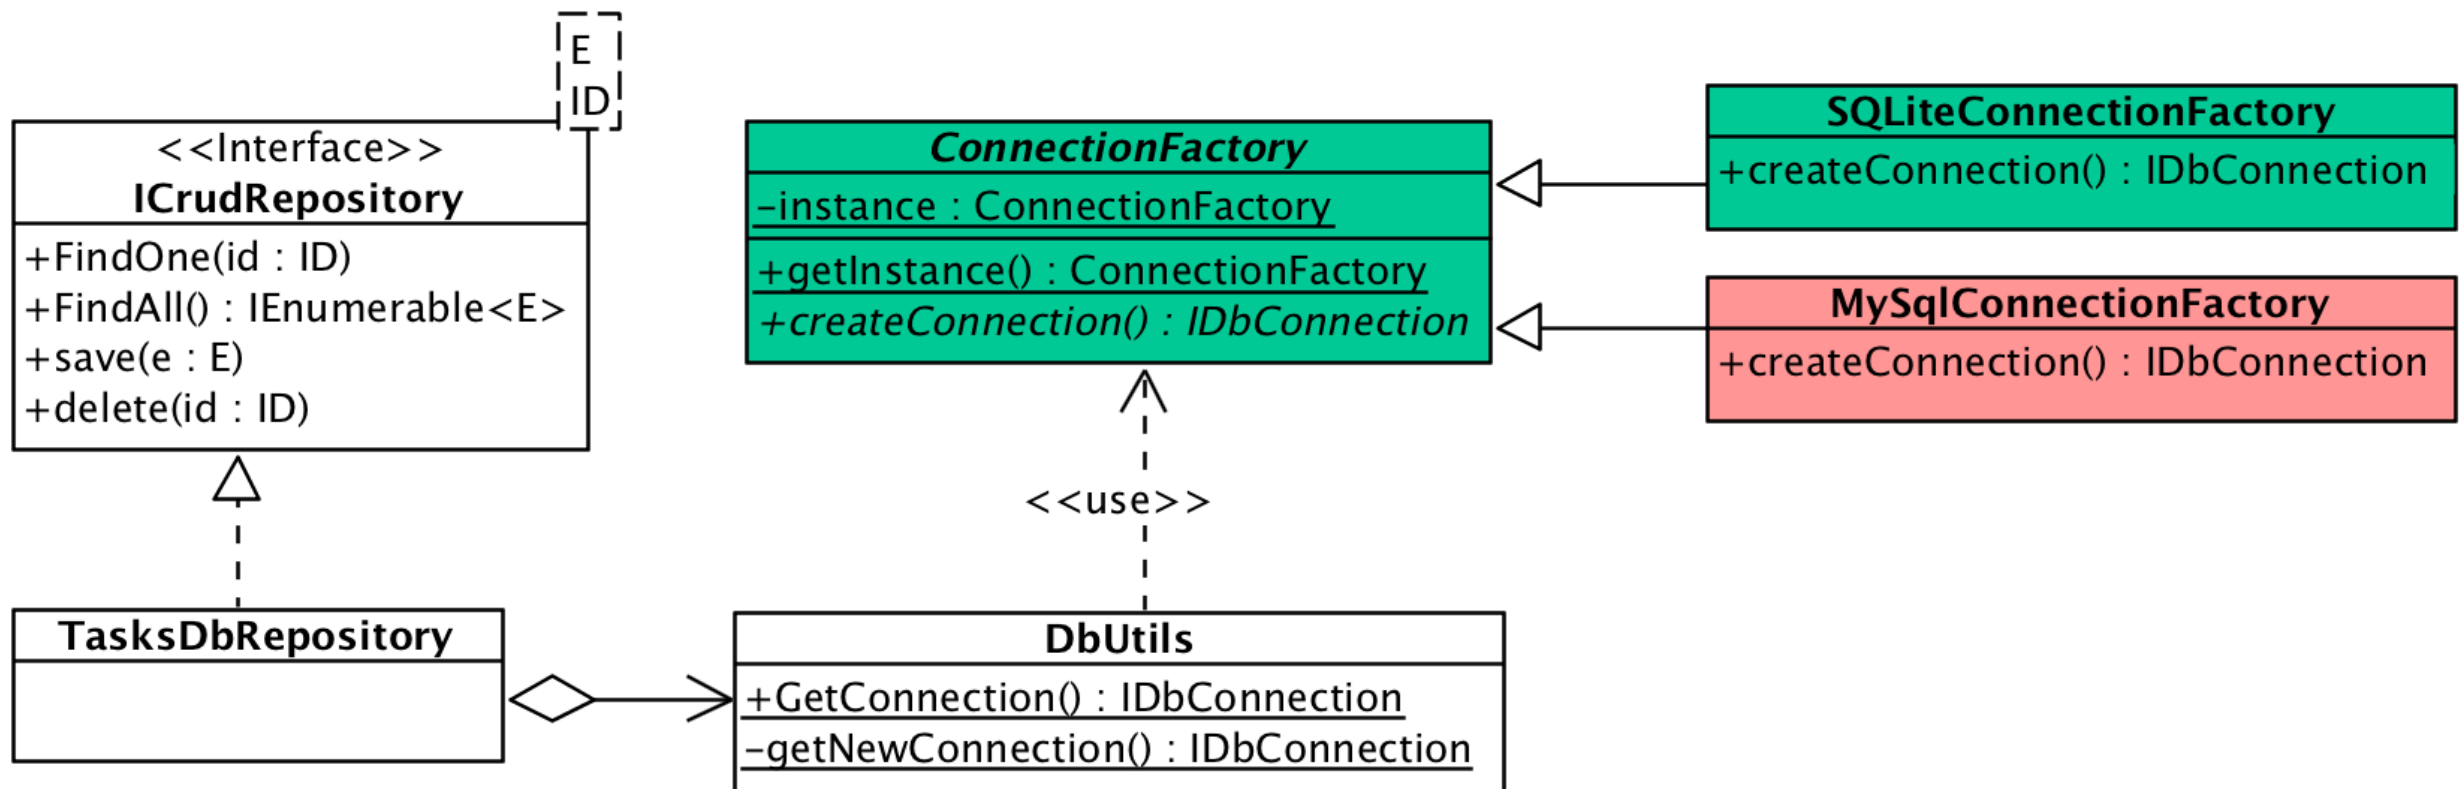 E
ID
<<Interface>>
ICrudRepository
+FindOne(id : ID)
+FindAll() : IEnumerable<E>
+save(e : E)
+delete(id : ID)
ConnectionFactory
-instance : ConnectionFactory
+getInstance() : ConnectionFactory
+createConnection() : IDbConnection
SQLiteConnectionFactory
+createConnection() : IDbConnection
MySqlConnectionFactory
+createConnection() : IDbConnection
<<use>>
TasksDbRepository
DbUtils
+GetConnection() : IDbConnection
-getNewConnection() : IDbConnection